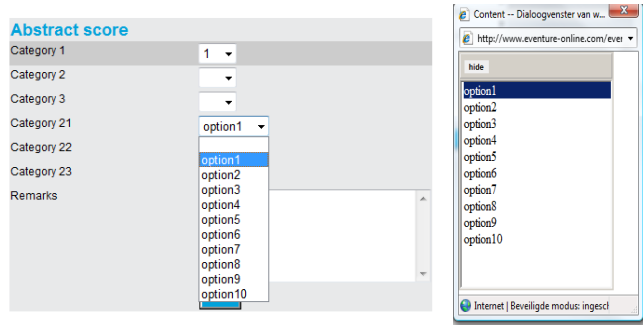 Abstract score
Category 1
1
Category 2
Category 3
Category 21
option1
Category 22
Category 23
Remarks
option1
option2
option3
option4
option5
option6
option7
option8
option9
option10
Content -- Dialoogvenster van w...
http://www.eventure-online.com/ever
hide
option1
option2
option3
option4
option5
option6
option7
option8
option9
option10
Internet | Beveiligde modus: ingesch